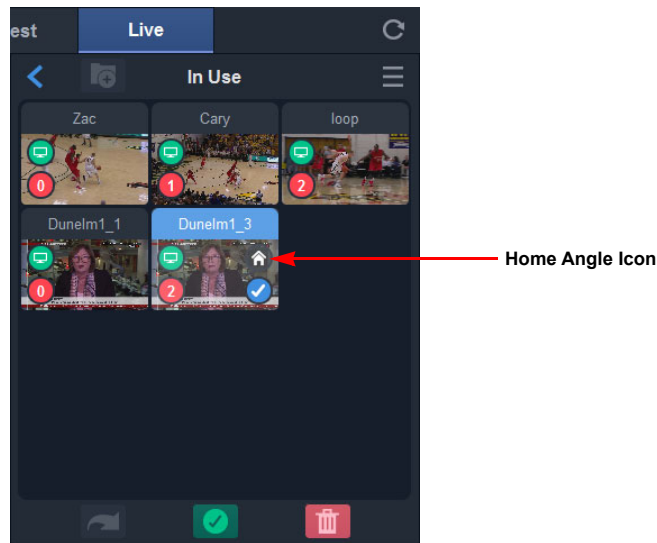 est Live
In Use
Zac Cary loop
0 1 2
Dunelm1_1 Dunelm1_3
0 2
Home Angle Icon